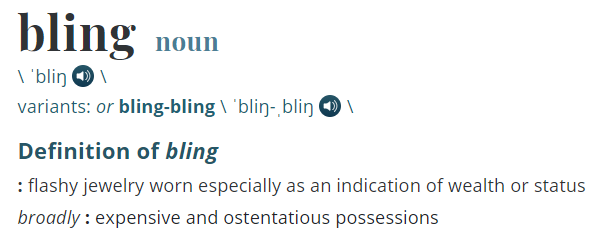 bling noun
\ ˈbliŋ \
variants: or bling-bling \ ˈbliŋ-ˌbliŋ \
Definition of bling
: flashy jewelry worn especially as an indication of wealth or status
broadly : expensive and ostentatious possessions